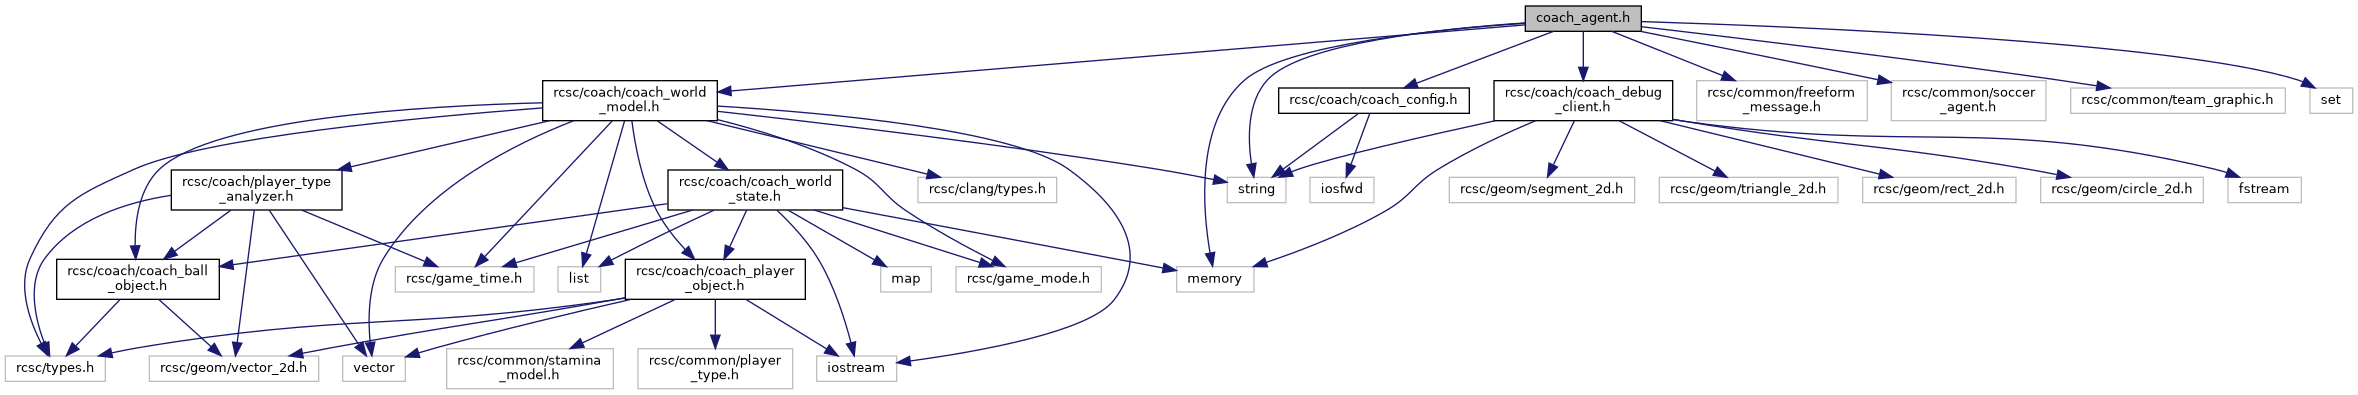 coach_agent.h
rcsc/coach/coach_world
_model.h
rcsc/coach/coach_config.h
rcsc/coach/coach_debug
_client.h
rcsc/common/freeform
_message.h
rcsc/common/soccer
_agent.h
rcsc/common/team_graphic.h
set
rcsc/coach/player_type
_analyzer.h
rcsc/coach/coach_world
_state.h
rcsc/clang/types.h
string
iosfwd
rcsc/geom/segment_2d.h
rcsc/geom/triangle_2d.h
rcsc/geom/rect_2d.h
rcsc/geom/circle_2d.h
fstream
rcsc/coach/coach_ball
_object.h
rcsc/game_time.h
list
rcsc/coach/coach_player
_object.h
map
rcsc/game_mode.h
memory
rcsc/types.h
rcsc/geom/vector_2d.h
vector
rcsc/common/stamina
_model.h
rcsc/common/player
_type.h
iostream